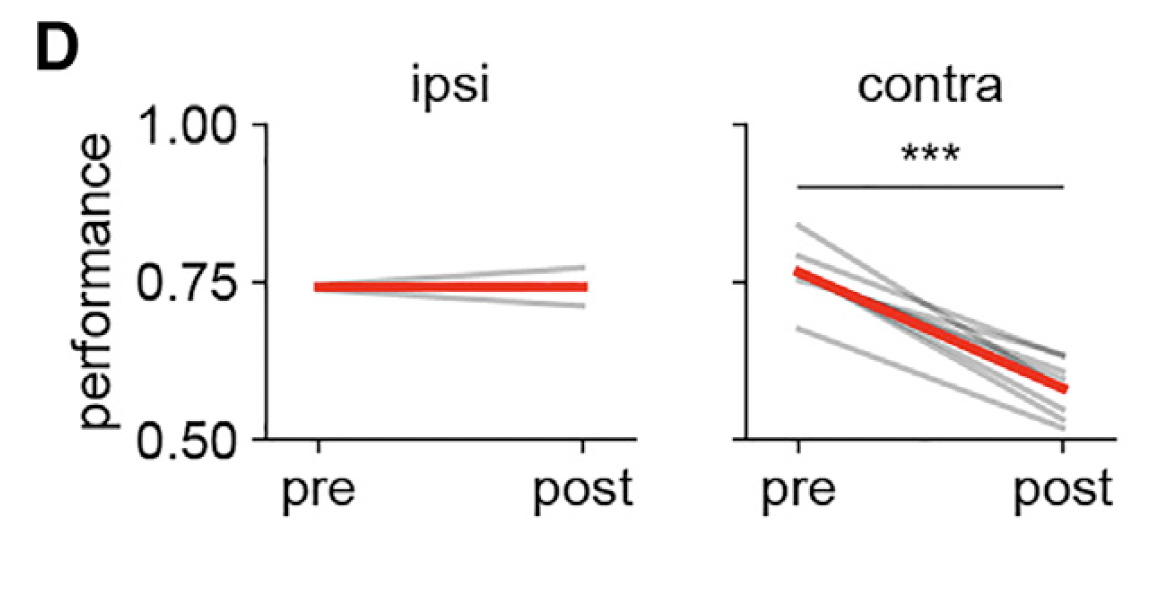 D
ipsi
contra
1.00
***
0.75
0.50
performance
pre
post
pre
post